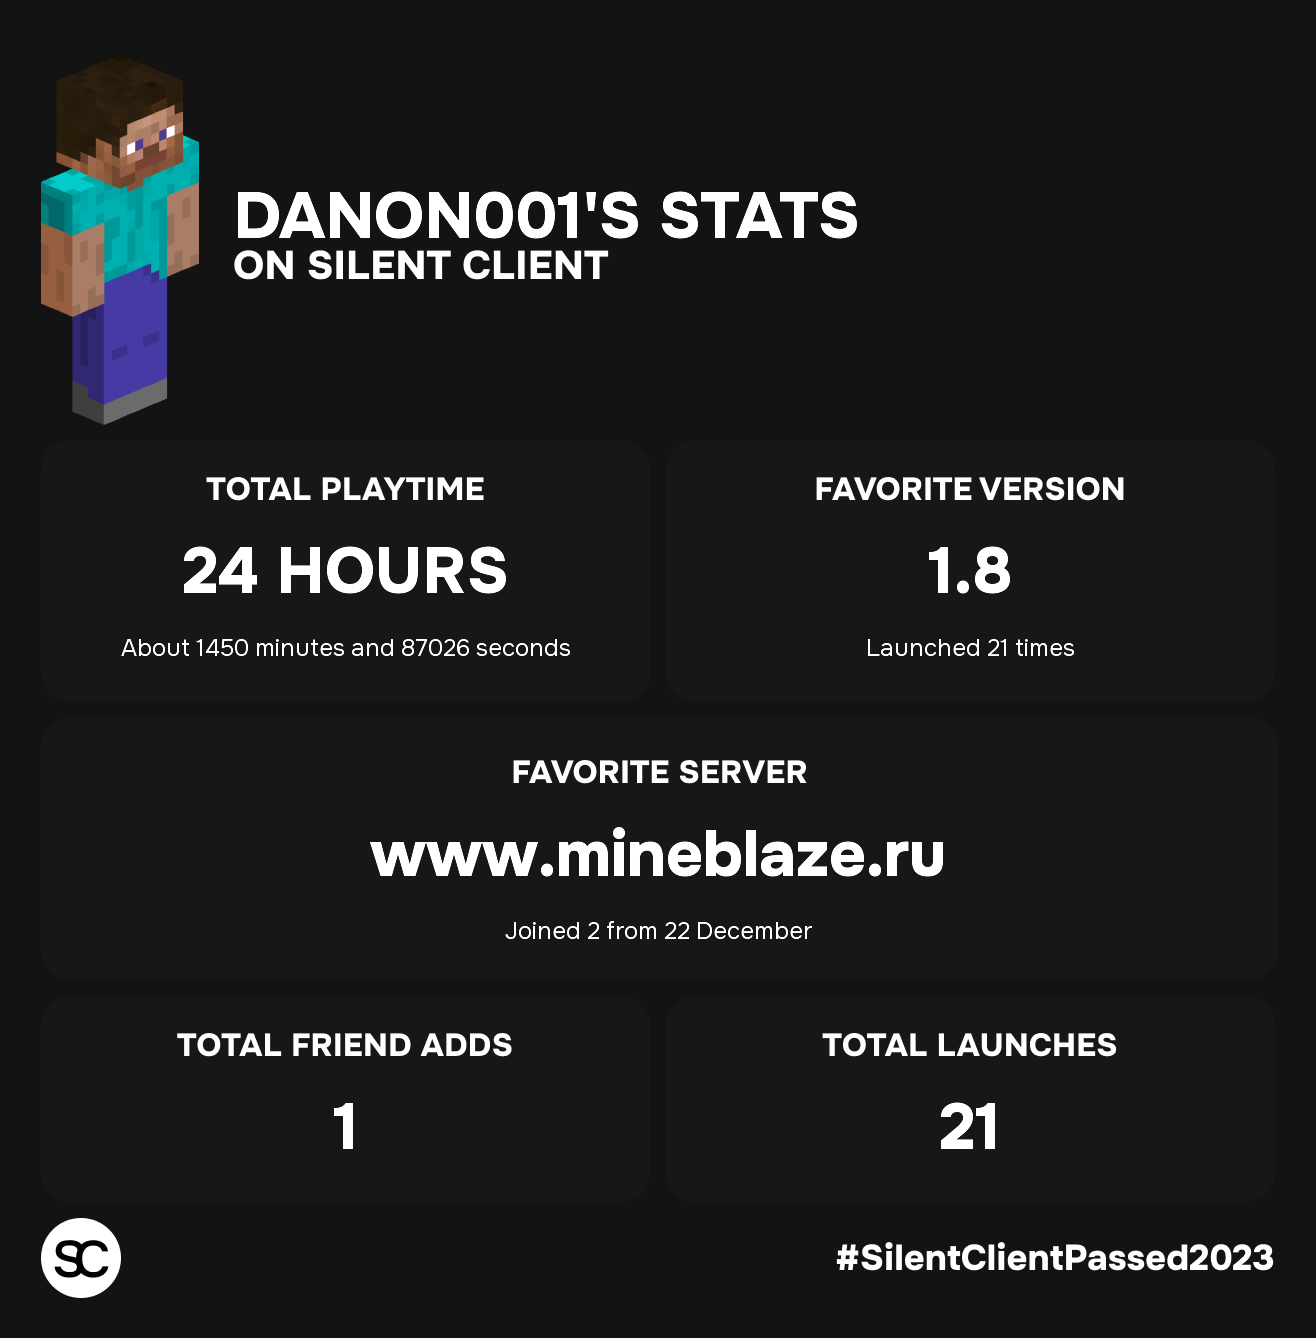 DANON001'S STATS
ON SILENT CLIENT
TOTAL PLAYTIME
24 HOURS
About 1450 minutes and 87026 seconds
FAVORITE VERSION
1.8
Launched 21 times
FAVORITE SERVER
www.mineblaze.ru
Joined 2 from 22 December
TOTAL FRIEND ADDS
1
TOTAL LAUNCHES
21
SC
#SilentClientPassed2023